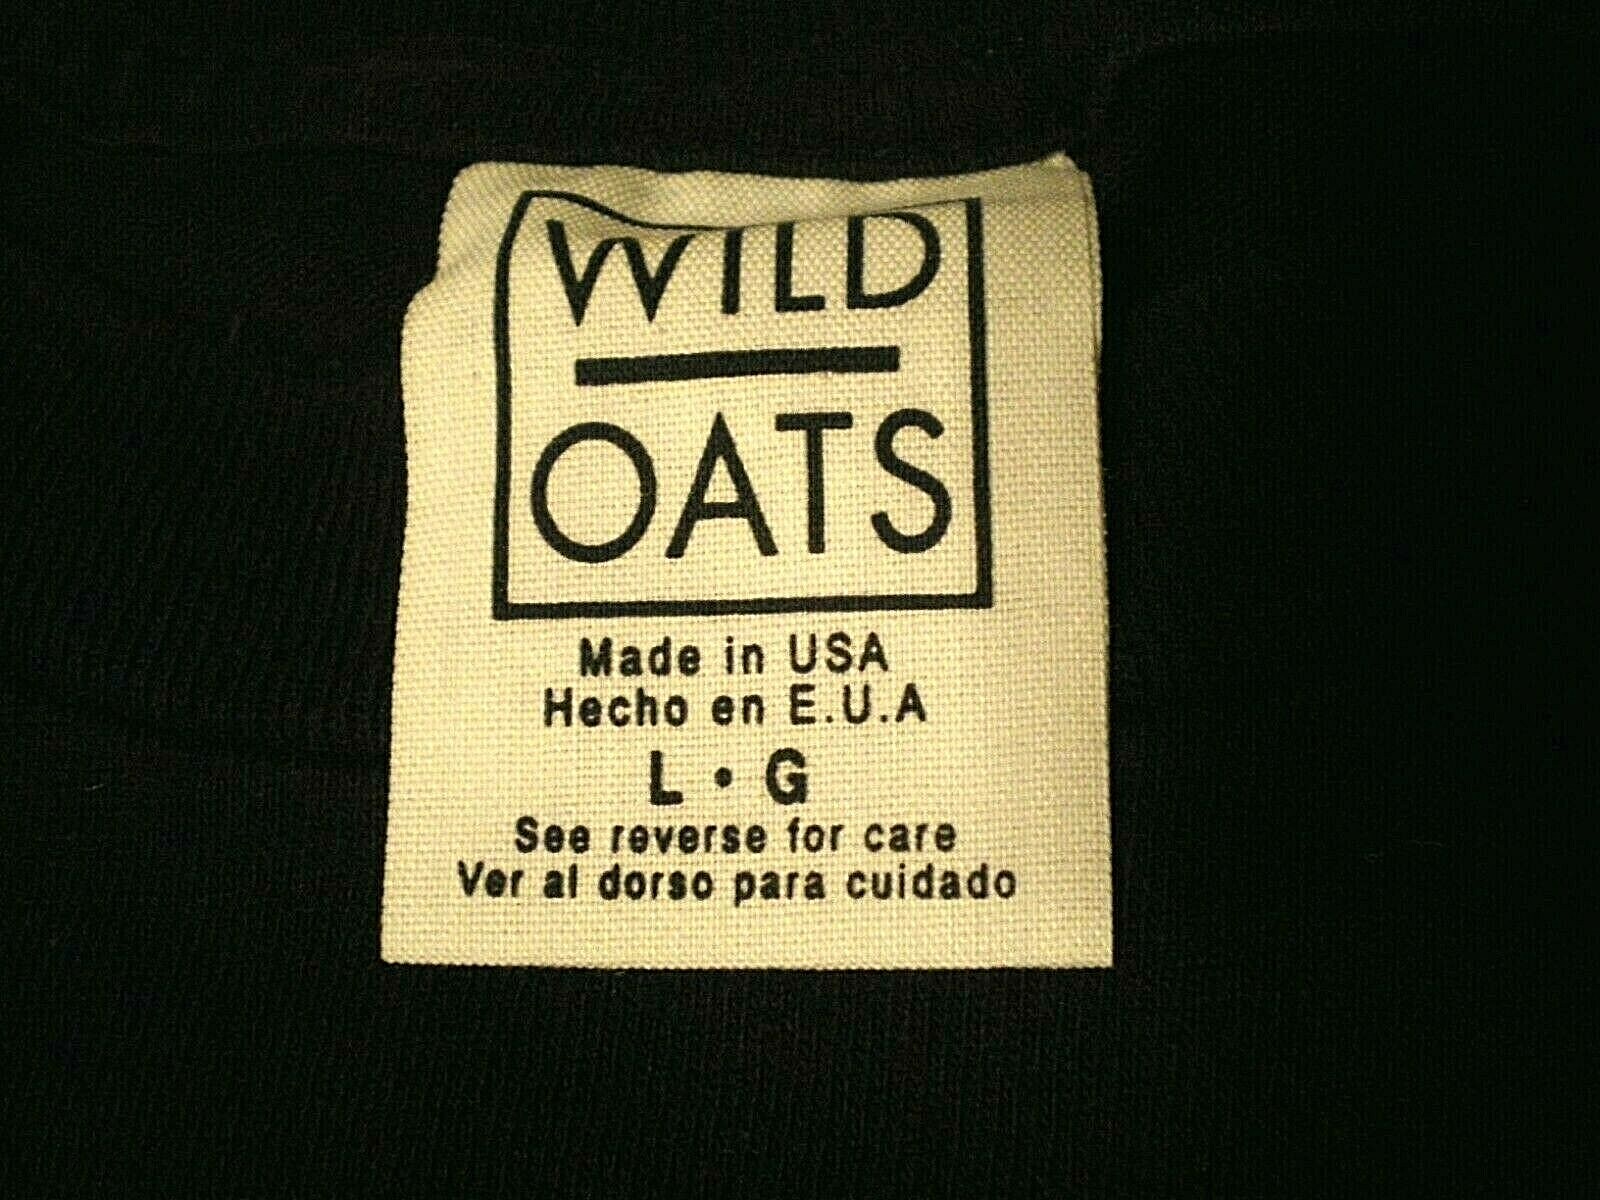 WILD
OATS
Made in USA
Hecho en E.U.A
L • G
See reverse for care
Ver al dorso para cuidado